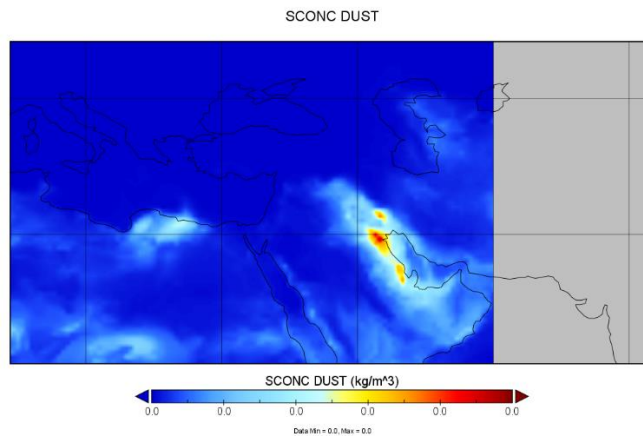 SCONC DUST
SCONC DUST (kg/m^3)
0.0 0.0 0.0 0.0 0.0 0.0
Data Min = 0.0, Max = 0.0